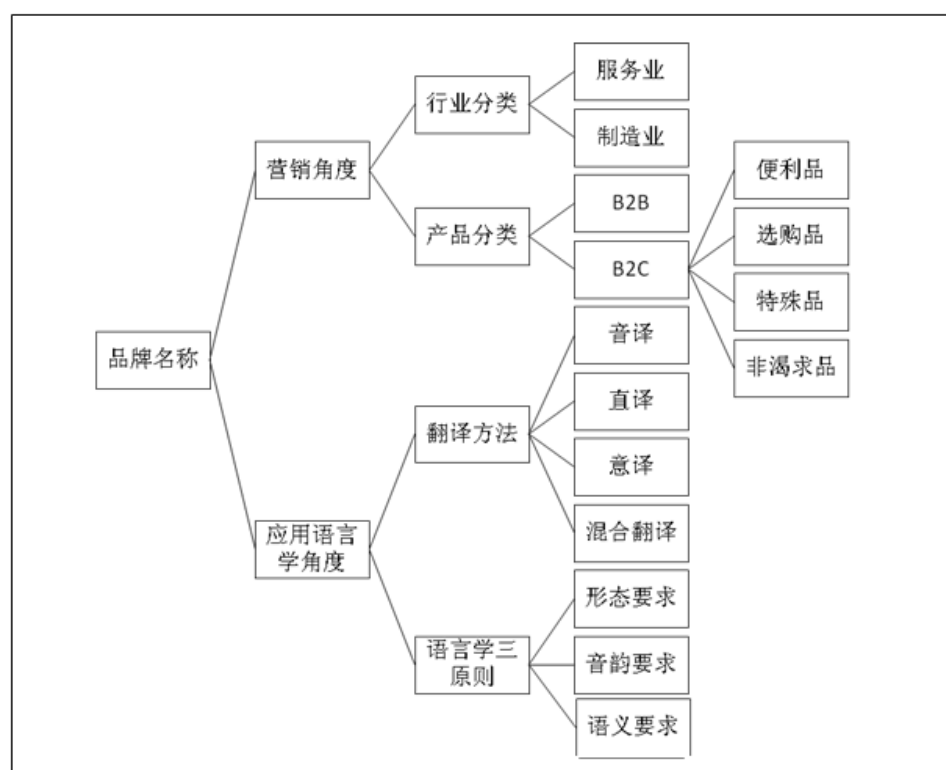 服务业
行业分类
制造业
营销角度
便利品
B2B
产品分类
选购品
B2C
特殊品
音译
品牌名称
非渴求品
直译
翻译方法
意译
混合翻译
应用语言
学角度
形态要求
语言学三
原则
音韵要求
语义要求